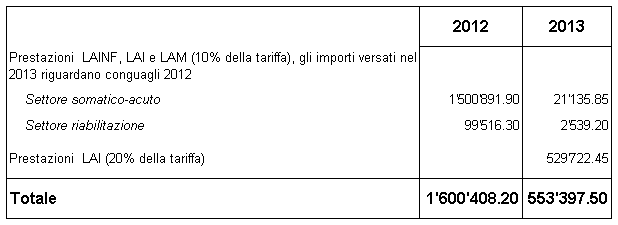 2012 2013
Prestazioni LAINF, LAI e LAM (10% della tariffa), gli importi versati nel
2013 riguardano conguagli 2012
Settore somatico-acuto 1'500'891.90 21'135.85
Settore riabilitazione 99'516.30 2'539.20
Prestazioni LAI (20% della tariffa) 529722.45
Totale 1'600'408.20 553'397.50